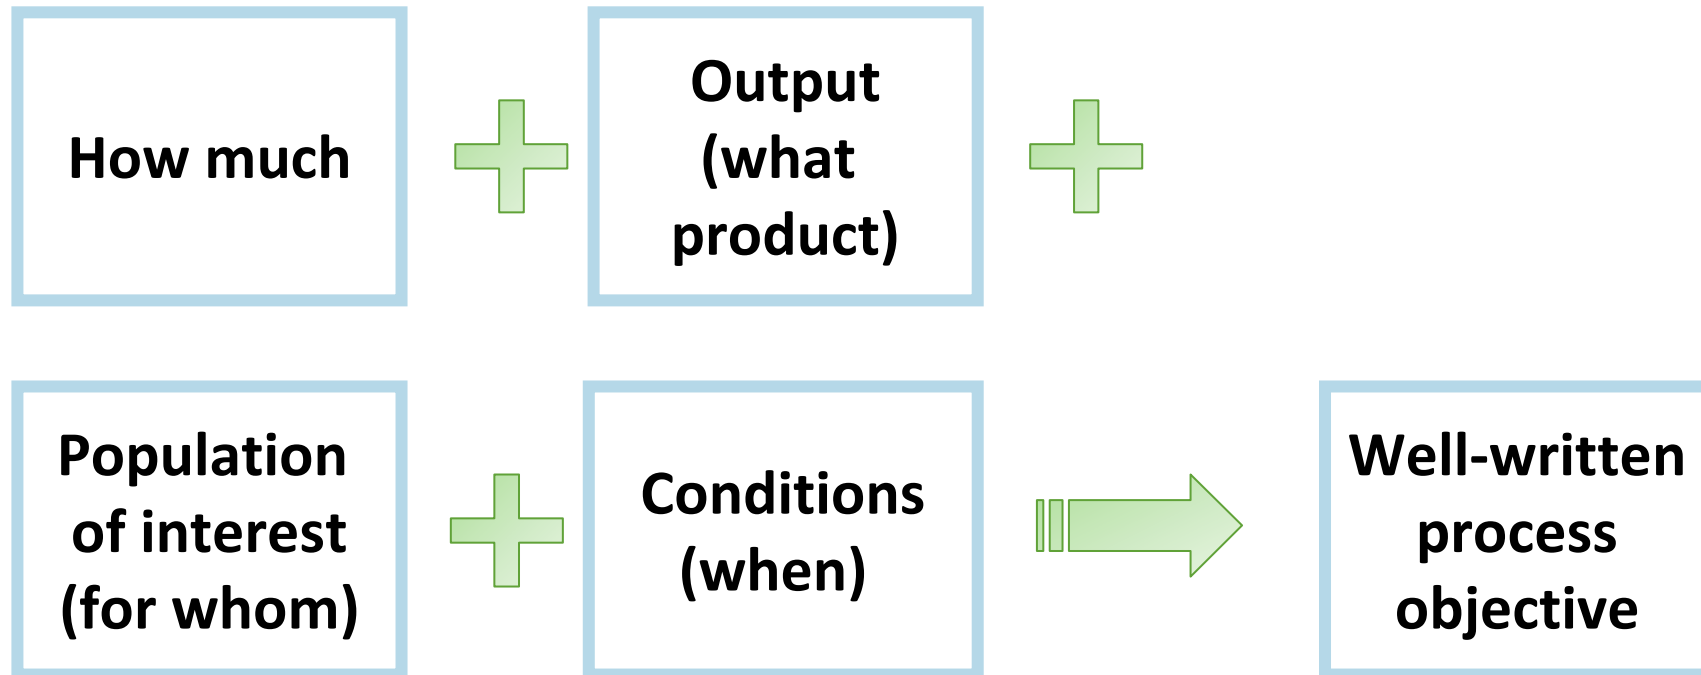 How much
Output
(what
product)
Population
of interest
(for whom)
Conditions
(when)
Well-written
process
objective